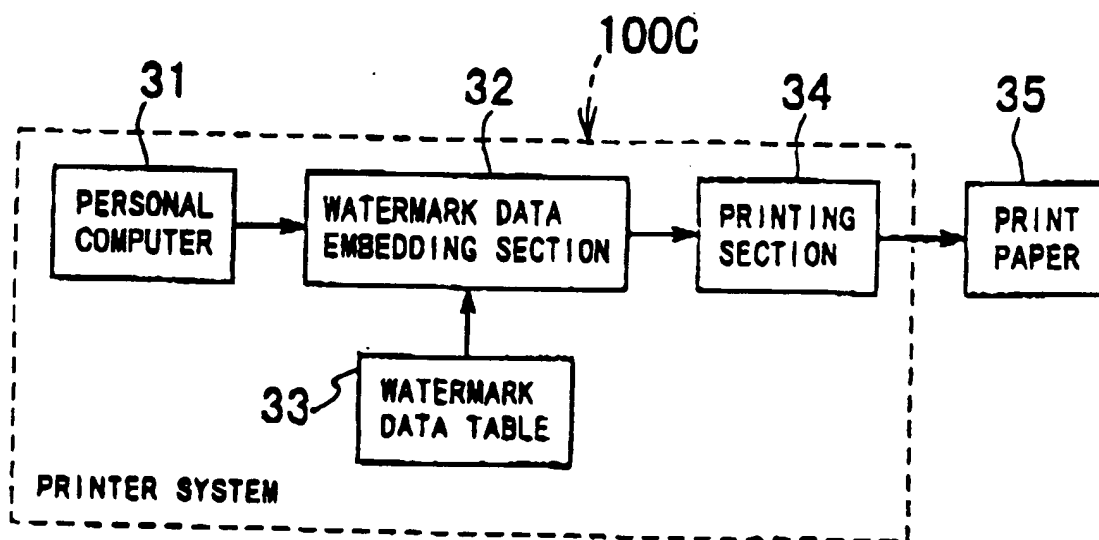 100C
31
32
34
35
PERSONAL
COMPUTER
WATERMARK DATA
EMBEDDING SECTION
PRINTING
SECTION
PRINT
PAPER
33
WATERMARK
DATA TABLE
PRINTER SYSTEM